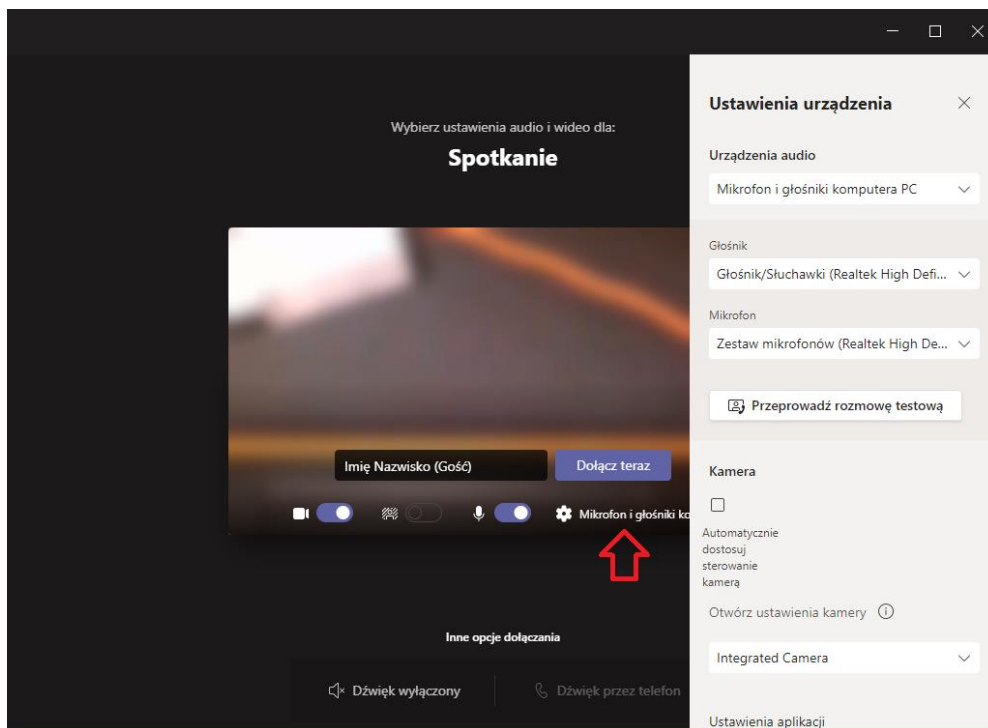 Wybierz ustawienia audio i wideo dla:
Spotkanie
Imię Nazwisko (Gość)
Dołącz teraz
Mikrofon i głośniki ko
Inne opcje dołączania
Dźwięk wyłączony
Dźwięk przez telefon
Ustawienia urządzenia
Urządzenia audio
Mikrofon i głośniki komputera PC
Głośnik
Głośnik/Słuchawki (Realtek High Defi...
Mikrofon
Zestaw mikrofonów (Realtek High De...
Przeprowadź rozmowę testową
Kamera
Automatycznie
dostosuj
sterowanie
kamerą
Otwórz ustawienia kamery
Integrated Camera
Ustawienia aplikacji